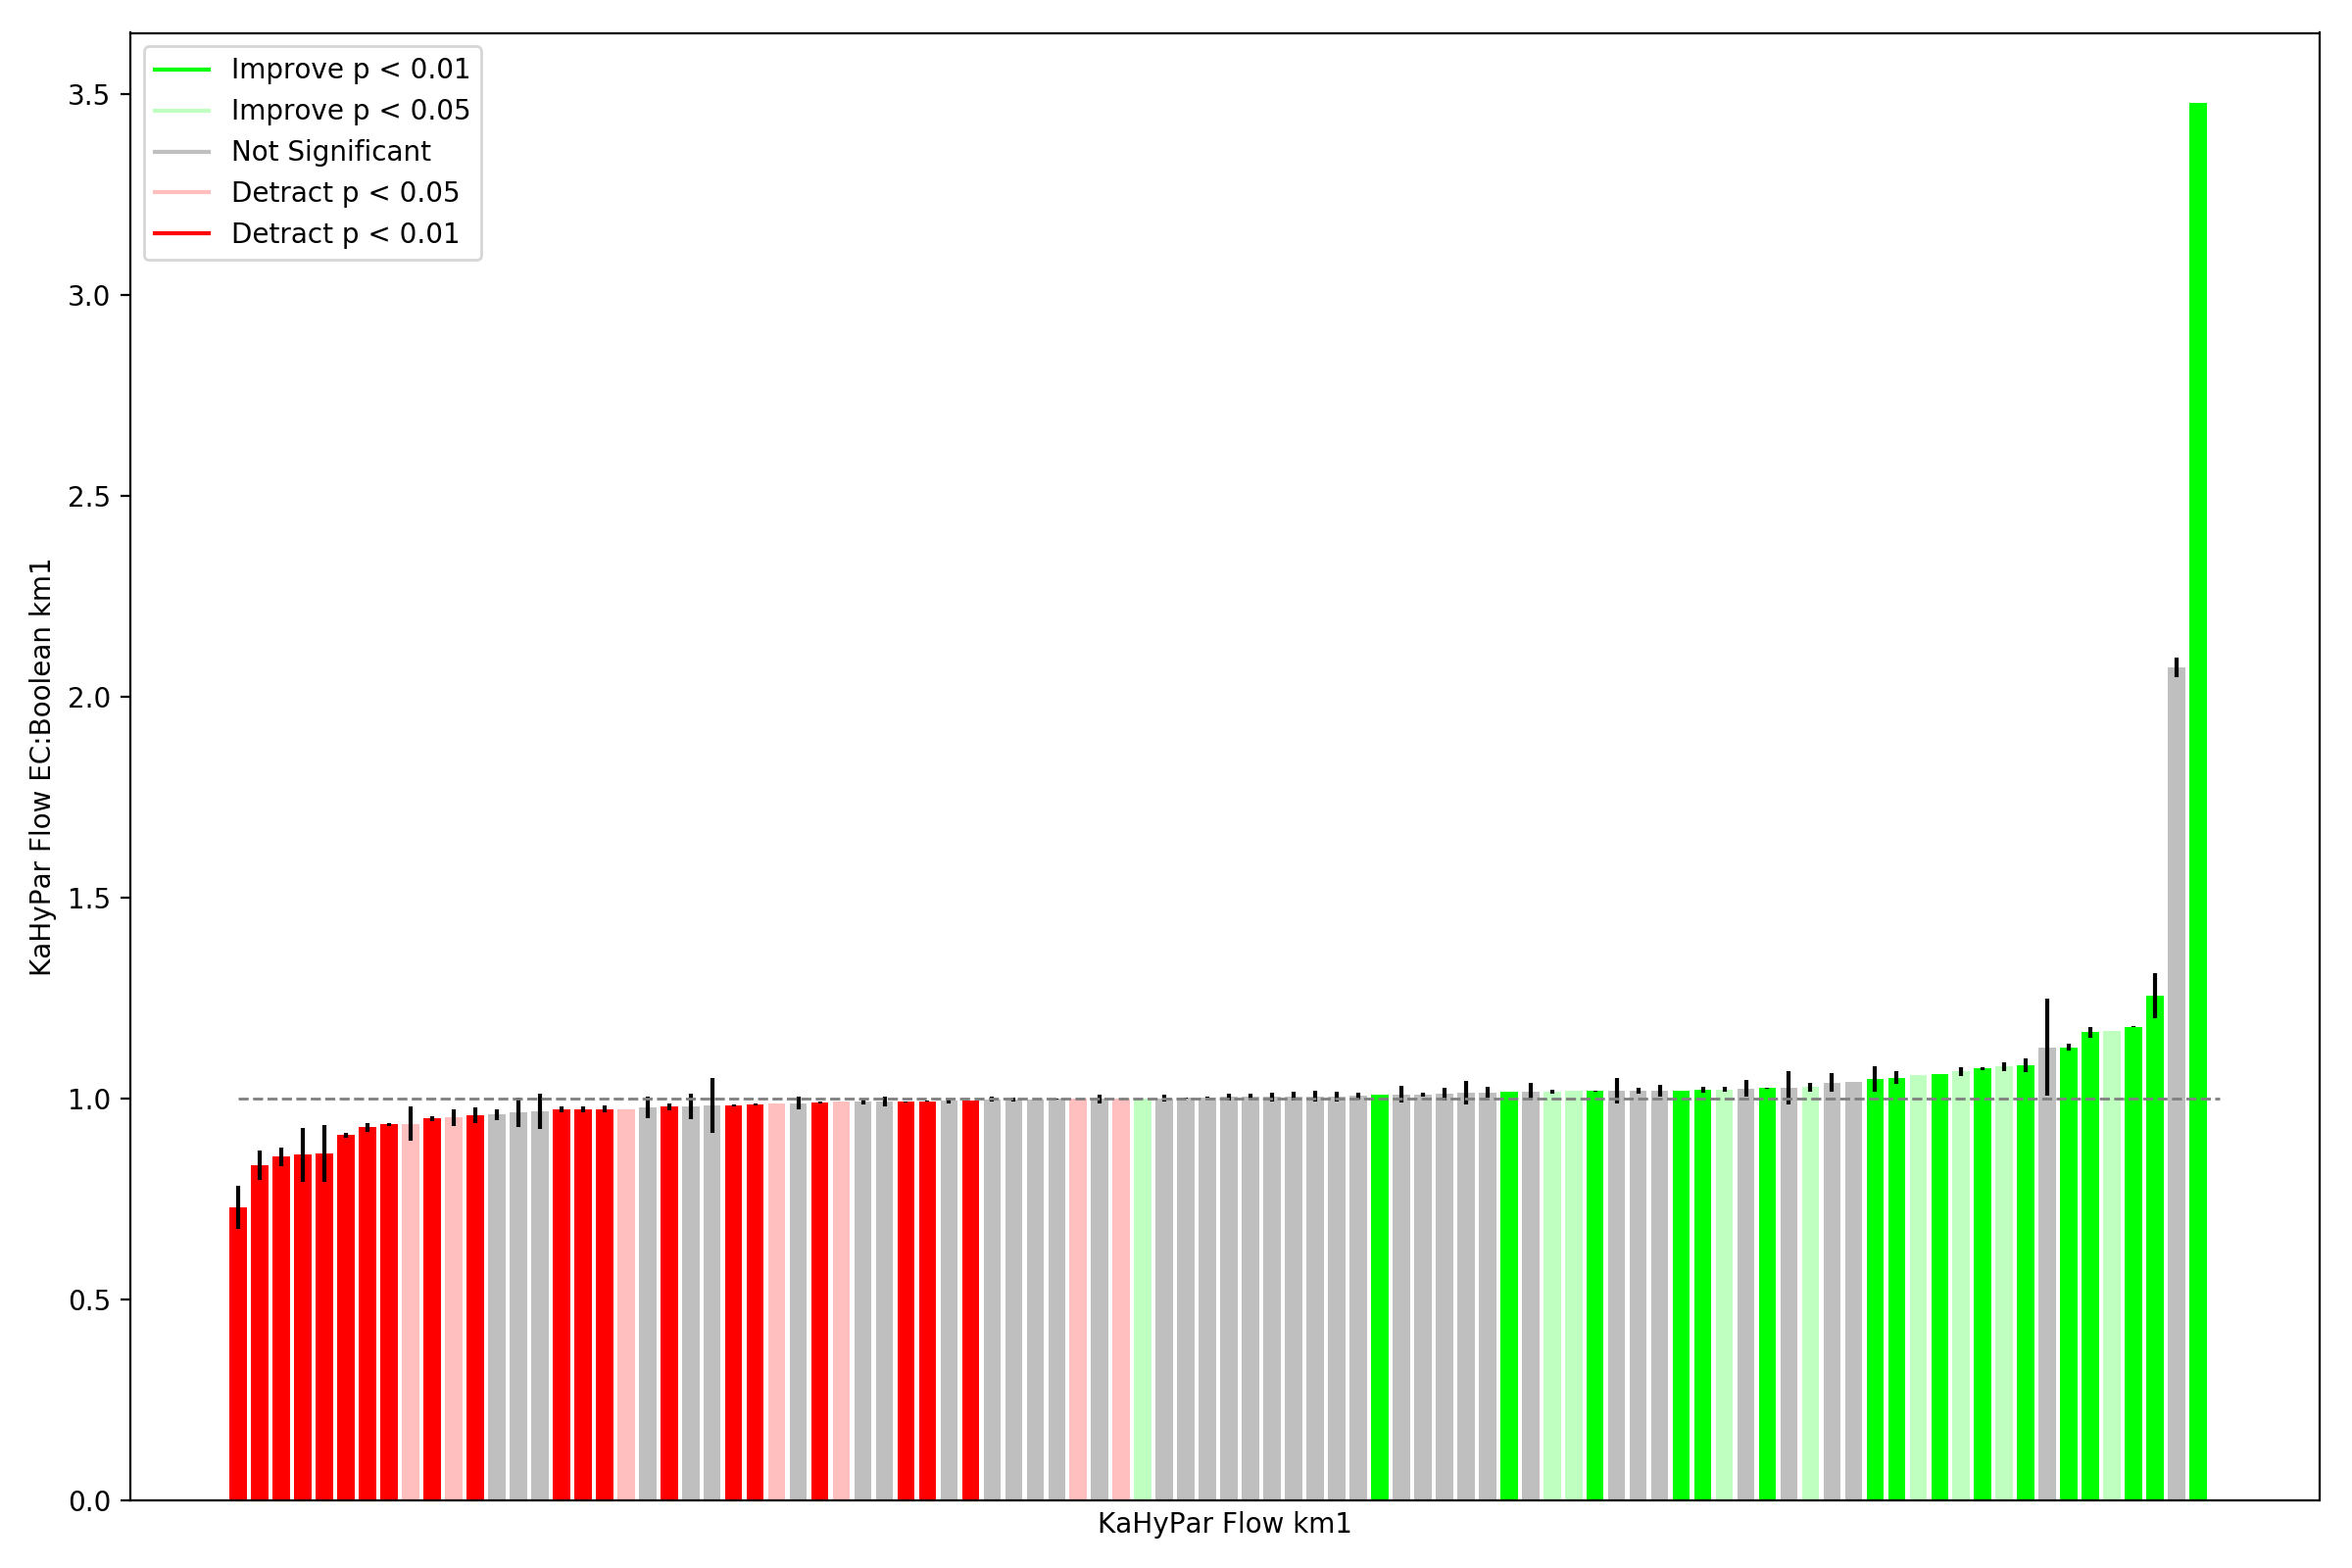 Improve p < 0.01
Improve p < 0.05
Not Significant
Detract p < 0.05
Detract p < 0.01
3.5
3.0
2.5
2.0
1.5
1.0
0.5
0.0
KaHyPar Flow EC:Boolean km1
KaHyPar Flow km1